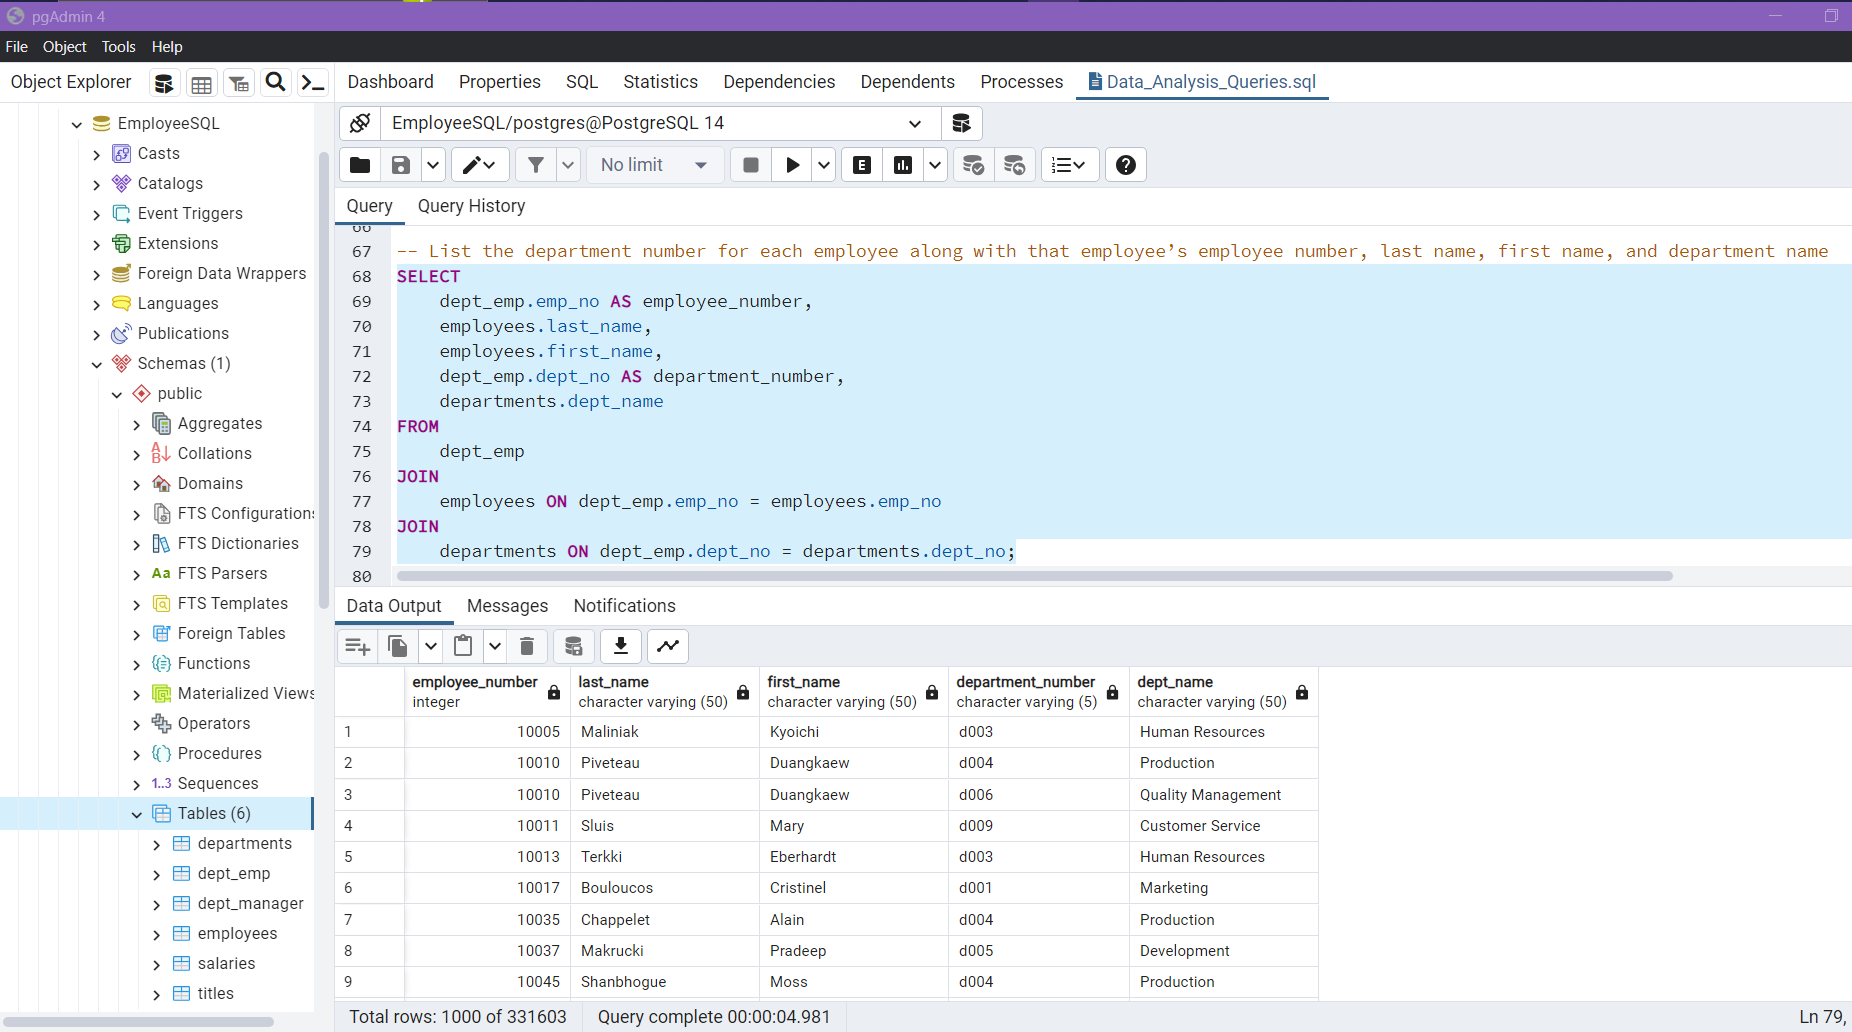 pgAdmin 4
File Object Tools Help
Object Explorer
Dashboard Properties SQL Statistics Dependencies Dependents Processes Data_Analysis_Queries.sql
EmployeeSQL
Casts
Catalogs
Event Triggers
Extensions
Foreign Data Wrappers
Languages
Publications
Schemas (1)
public
Aggregates
Collations
Domains
FTS Configurations
FTS Dictionaries
Aa FTS Parsers
FTS Templates
Foreign Tables
Functions
Materialized Views
Operators
Procedures
1..3 Sequences
Tables (6)
departments
dept_emp
dept_manager
employees
salaries
titles
EmployeeSQL/postgres@PostgreSQL 14
No limit
E
Query Query History
66
67 -- List the department number for each employee along with that employee’s employee number, last name, first name, and department name
68 SELECT
69 dept_emp.emp_no AS employee_number,
70 employees.last_name,
71 employees.first_name,
72 dept_emp.dept_no AS department_number,
73 departments.dept_name
74 FROM
75 dept_emp
76 JOIN
77 employees ON dept_emp.emp_no = employees.emp_no
78 JOIN
79 departments ON dept_emp.dept_no = departments.dept_no;
80
Data Output Messages Notifications
employee_number last_name first_name department_number dept_name
integer character varying (50) character varying (50) character varying (5) character varying (50)
1 10005 Maliniak Kyoichi d003 Human Resources
2 10010 Piveteau Duangkaew d004 Production
3 10010 Piveteau Duangkaew d006 Quality Management
4 10011 Sluis Mary d009 Customer Service
5 10013 Terkki Eberhardt d003 Human Resources
6 10017 Bouloucos Cristinel d001 Marketing
7 10035 Chappelet Alain d004 Production
8 10037 Makrucki Pradeep d005 Development
9 10045 Shanbhogue Moss d004 Production
Total rows: 1000 of 331603 Query complete 00:00:04.981 Ln 79,